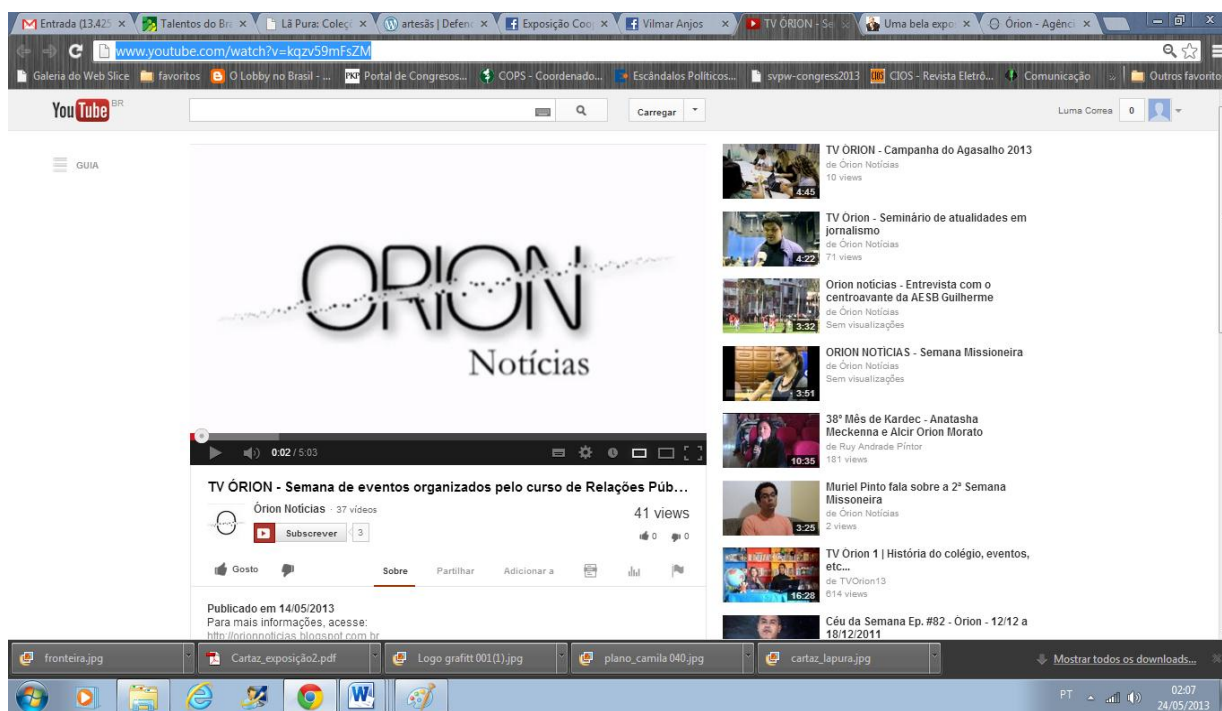 Entrada (13.425
Talentos do Br
Lã Pura: Coleç
artesãs | Defen
Exposição Coo
Vilmar Anjos
TV ÓRION - Se
Uma bela expo
Órion - Agênc
www.youtube.com/watch?v=kqzv59mFsZM
Galeria do Web Slice
favoritos
O Lobby no Brasil - ...
PKP Portal de Congresos...
COPS - Coordenado...
Escândalos Políticos...
svpw-congress2013
CIOS - Revista Eletrô...
Comunicação
»
Outros favorito
You Tube BR
Carregar
Luma Correa 0
GUIA
ORION
Notícias
0:02 / 5:03
TV ÓRION - Semana de eventos organizados pelo curso de Relações Púb...
Órion Notícias · 37 vídeos
Subscrever 3
41 views
0 0
Gosto
Sobre
Partilhar
Adicionar a
Publicado em 14/05/2013
Para mais informações, acesse:
http://orionnoticias.blogspot.com.br
TV ÓRION - Campanha do Agasalho 2013
de Órion Notícias
10 views
4:45
TV Órion - Seminário de atualidades em
jornalismo
de Órion Notícias
71 views
4:22
Orion notícias - Entrevista com o
centroavante da AESB Guilherme
de Órion Notícias
Sem visualizações
3:32
ORION NOTÍCIAS - Semana Missioneira
de Órion Notícias
Sem visualizações
3:51
38º Mês de Kardec - Anatasha
Meckenna e Alcir Orion Morato
de Ruy Andrade Píntor
181 views
10:35
Muriel Pinto fala sobre a 2ª Semana
Missoneira
de Órion Notícias
2 views
3:25
TV Órion 1 | História do colégio, eventos,
etc...
de TVOrion13
614 views
16:28
Céu da Semana Ep. #82 - Órion - 12/12 a
18/12/2011
fronteira.jpg
Cartaz_exposição2.pdf
Logo grafitt 001(1).jpg
plano_camila 040.jpg
cartaz_lapura.jpg
Mostrar todos os downloads...
PT
02:07
24/05/2013